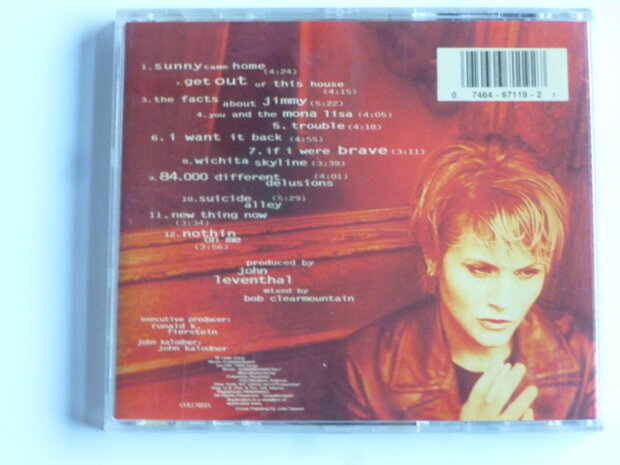 1. sunny came home
(4:24)
2. get out of this house
(4:15)
3. the facts about jimmy (5:22)
4. you and the mona lisa (4:05)
5. trouble (4:18)
6. i want it back (4:55)
7. if i were brave (3:11)
8. wichita skyline (3:39)
9. 84,000 different delusions (4:01)
10. suicide alley (5:29)
11. new thing now
(3:34)
12. nothin on me
(3:56)
produced by
john
leventhal
mixed by
bob clearmountain
executive producer:
ronald k.
fierstein
john kalodner:
john kalodner
COLUMBIA
0 7464-67119-2 7